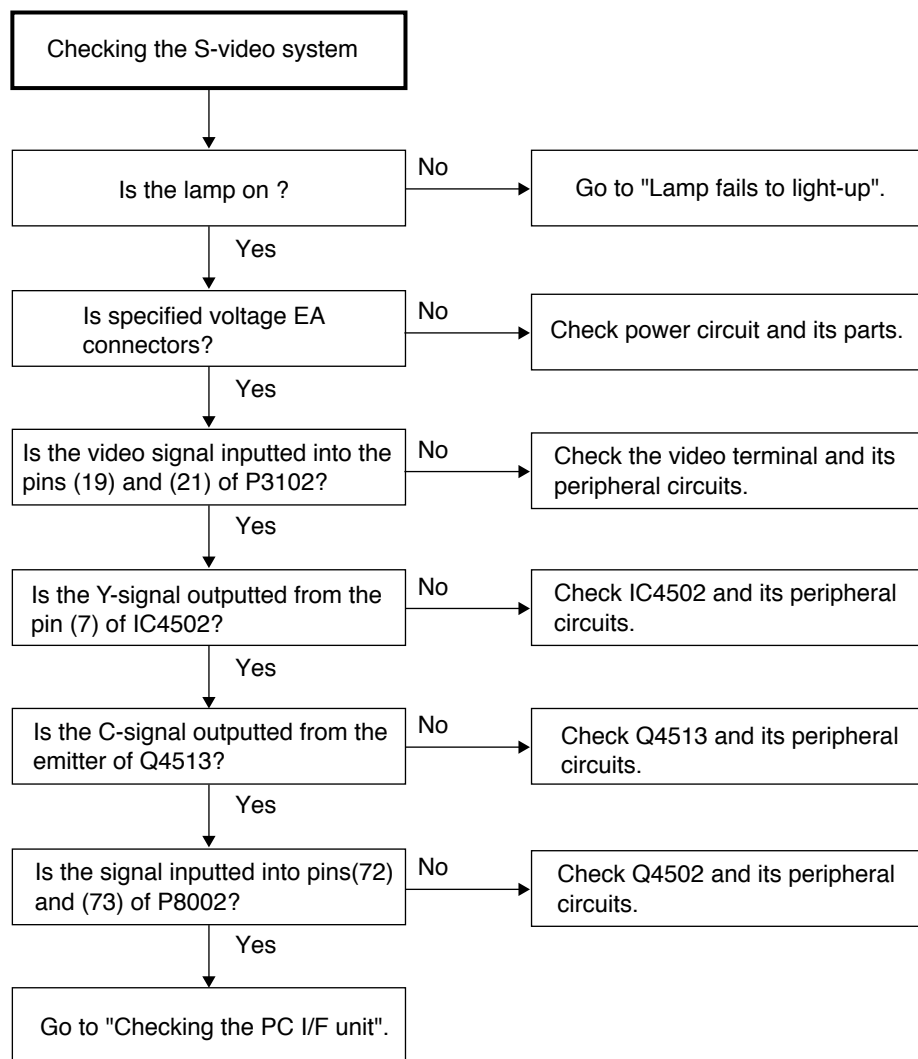 Checking the S-video system
Is the lamp on ?
No
Go to "Lamp fails to light-up".
Yes
Is specified voltage EA
connectors?
No
Check power circuit and its parts.
Yes
Is the video signal inputted into the
pins (19) and (21) of P3102?
No
Check the video terminal and its
peripheral circuits.
Yes
Is the Y-signal outputted from the
pin (7) of IC4502?
No
Check IC4502 and its peripheral
circuits.
Yes
Is the C-signal outputted from the
emitter of Q4513?
No
Check Q4513 and its peripheral
circuits.
Yes
Is the signal inputted into pins(72)
and (73) of P8002?
No
Check Q4502 and its peripheral
circuits.
Yes
Go to "Checking the PC I/F unit".